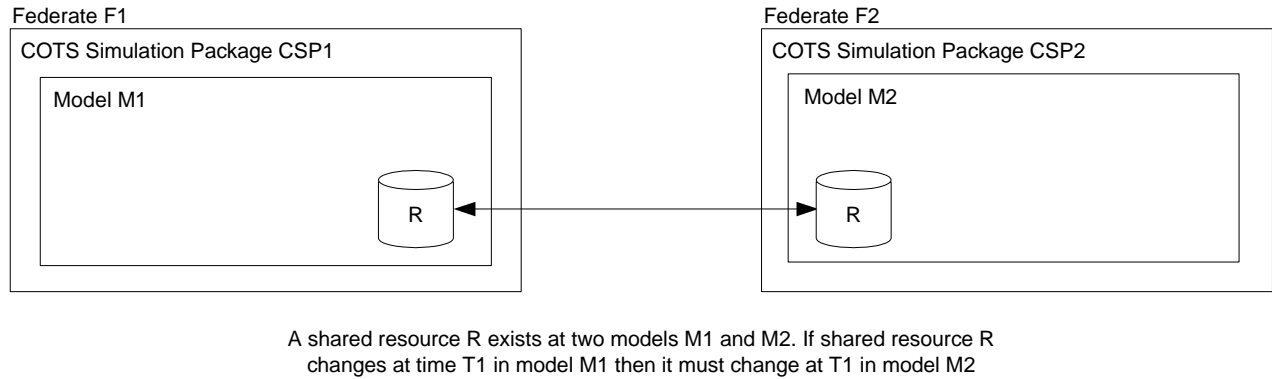 Federate F1
COTS Simulation Package CSP1
Model M1
R
Federate F2
COTS Simulation Package CSP2
Model M2
R
A shared resource R exists at two models M1 and M2. If shared resource R
changes at time T1 in model M1 then it must change at T1 in model M2